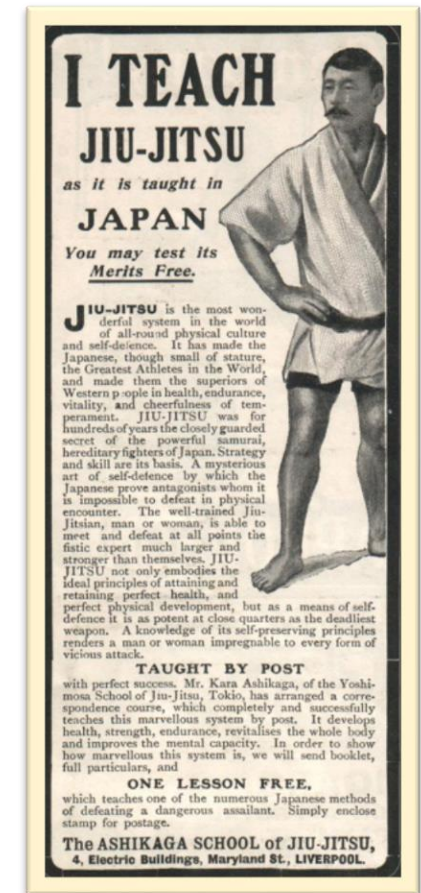 I TEACH
JIU-JITSU
as it is taught in
JAPAN
You may test its
Merits Free.
JIU-JITSU is the most won-
derful system in the world
of all-round physical culture
and self-defence. It has made the
Japanese, though small of stature,
the Greatest Athletes in the World,
and made them the superiors of
Western people in health, endurance,
vitality, and cheerfulness of tem-
perament. JIU-JITSU was for
hundreds of years the closely guarded
secret of the powerful samurai,
hereditary fighters of Japan. Strategy
and skill are its basis. A mysterious
art of self-defence by which the
Japanese prove antagonists whom it
is impossible to defeat in physical
encounter. The well-trained Jiu-
Jitsian, man or woman, is able to
meet and defeat at all points the
fistic expert much larger and
stronger than themselves. JIU-
JITSU not only embodies the
ideal principles of attaining and
retaining perfect health, and
perfect physical development, but as a means of self-
defence it is as potent at close quarters as the deadliest
weapon. A knowledge of its self-preserving principles
renders a man or woman impregnable to every form of
vicious attack.
TAUGHT BY POST
with perfect success. Mr. Kara Ashikaga, of the Yoshi-
mosa School of Jiu-Jitsu, Tokio, has arranged a corre-
spondence course, which completely and successfully
teaches this marvellous system by post. It develops
health, strength, endurance, revitalises the whole body
and improves the mental capacity. In order to show
how marvellous this system is, we will send booklet,
full particulars, and
ONE LESSON FREE,
which teaches one of the numerous Japanese methods
of defeating a dangerous assailant. Simply enclose
stamp for postage.
The ASHIKAGA SCHOOL of JIU-JITSU,
4, Electric Buildings, Maryland St., LIVERPOOL.